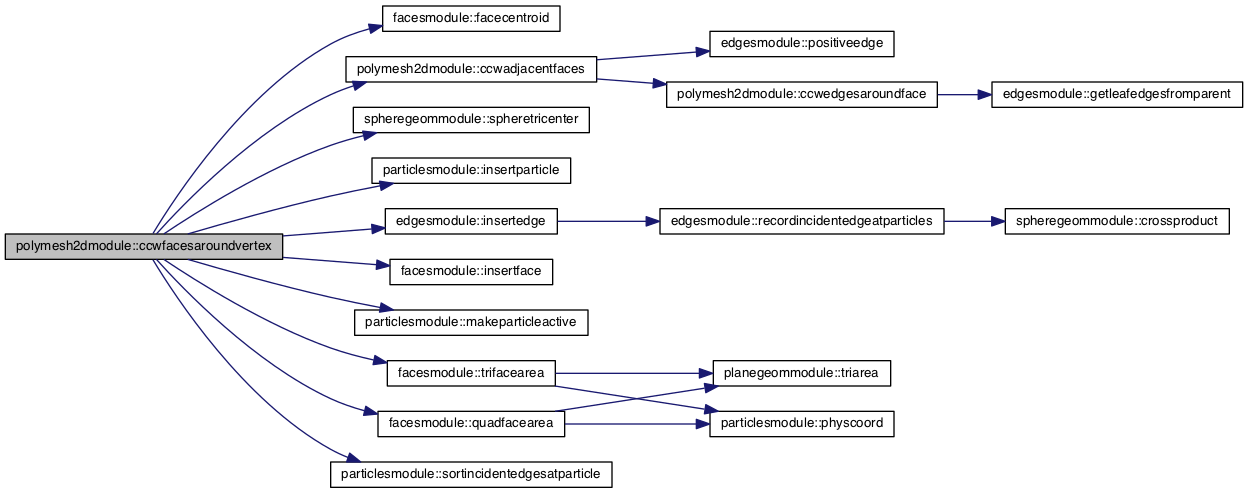 facesmodule::facecentroid
edgesmodule::positiveedge
polymesh2dmodule::ccwadjacentfaces
polymesh2dmodule::ccwedgesaroundface
edgesmodule::getleafedgesfromparent
spheregeommodule::spheretricenter
particlesmodule::insertparticle
edgesmodule::insertedge
edgesmodule::recordincidentedgeatparticles
spheregeommodule::crossproduct
polymesh2dmodule::ccwfacesaroundvertex
facesmodule::insertface
particlesmodule::makeparticleactive
facesmodule::trifacearea
planegeommodule::triarea
facesmodule::quadfacearea
particlesmodule::physcoord
particlesmodule::sortincidentedgesatparticle